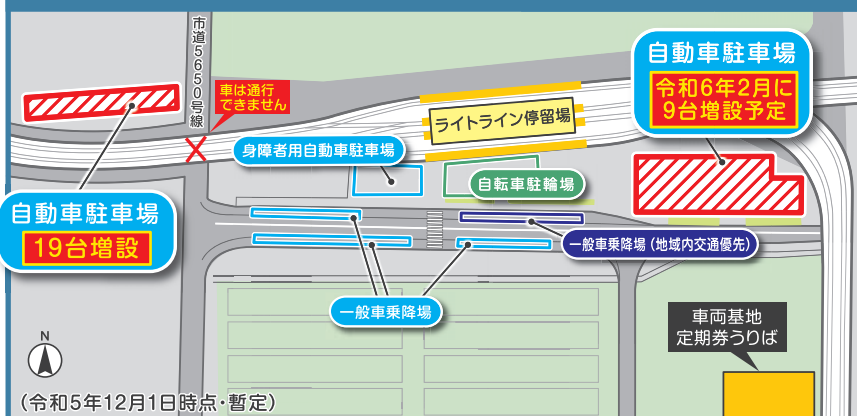 市道5650号線
車は通行
できません
自動車駐車場
令和6年2月に
9台増設予定
ライトライン停留場
身障者用自動車駐車場
自転車駐輪場
自動車駐車場
19台増設
一般車乗降場(地域内交通優先)
一般車乗降場
車両基地
定期券うりば
N
(令和5年12月1日時点・暫定)